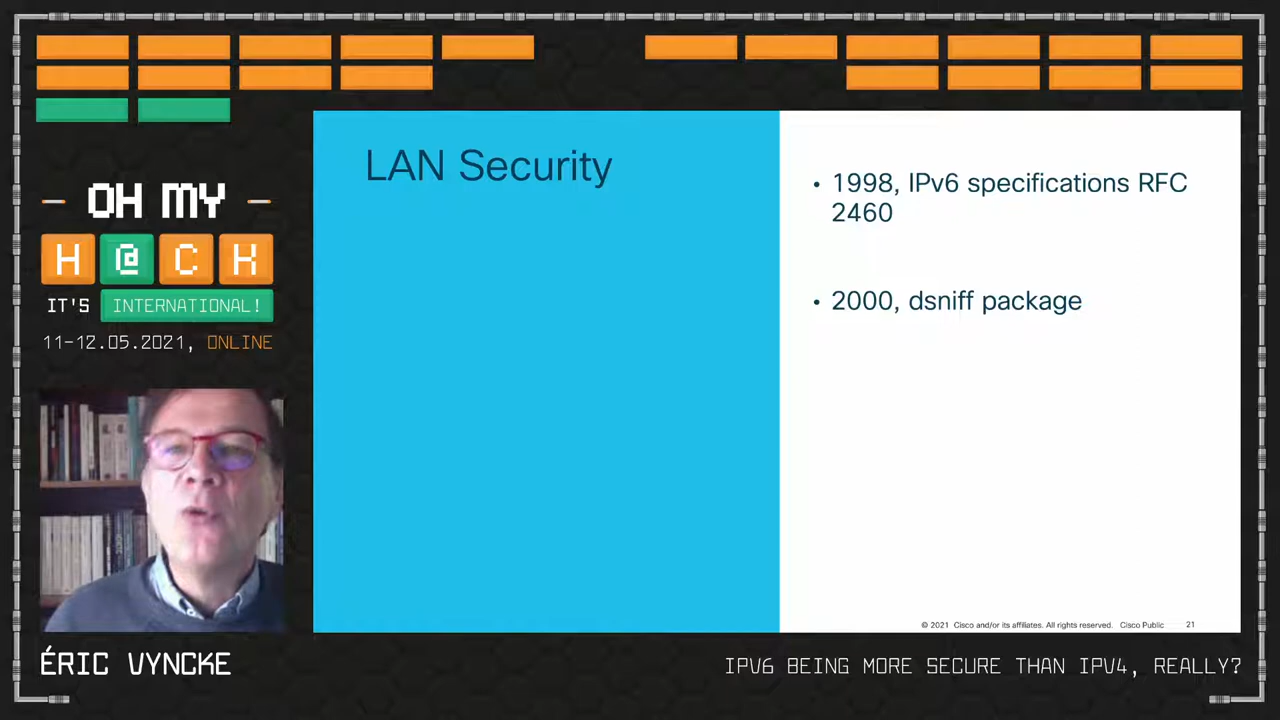 OH MY
H@CK
IT'S INTERNATIONAL!
11-12.05.2021, ONLINE
LAN Security
• 1998, IPv6 specifications RFC
2460
• 2000, dsniff package
© 2021 Cisco and/or its affiliates. All rights reserved. Cisco Public 21
ÉRIC VYNCKE
IPV6 BEING MORE SECURE THAN IPV4, REALLY?